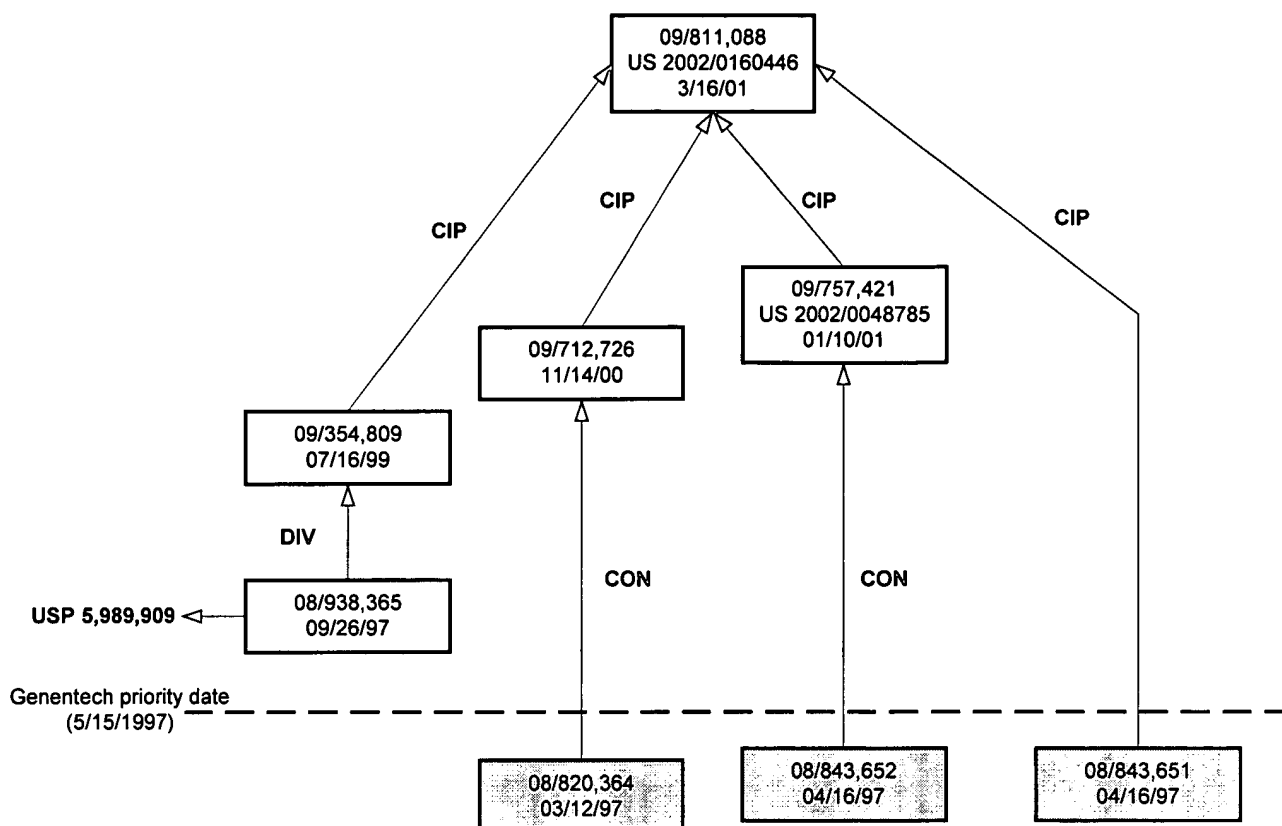 09/811,088
US 2002/0160446
3/16/01
CIP
CIP
CIP
CIP
09/757,421
US 2002/0048785
01/10/01
09/712,726
11/14/00
09/354,809
07/16/99
DIV
CON
CON
USP 5,989,909
08/938,365
09/26/97
Genentech priority date
(5/15/1997)
08/820,364
03/12/97
08/843,652
04/16/97
08/843,651
04/16/97